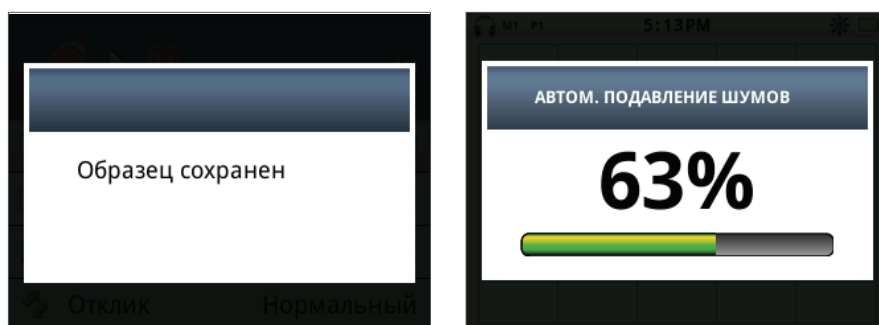 Образец сохранен
Отклик Нормальный
M1 P1 5:13PM
АВТОМ. ПОДАВЛЕНИЕ ШУМОВ
63%